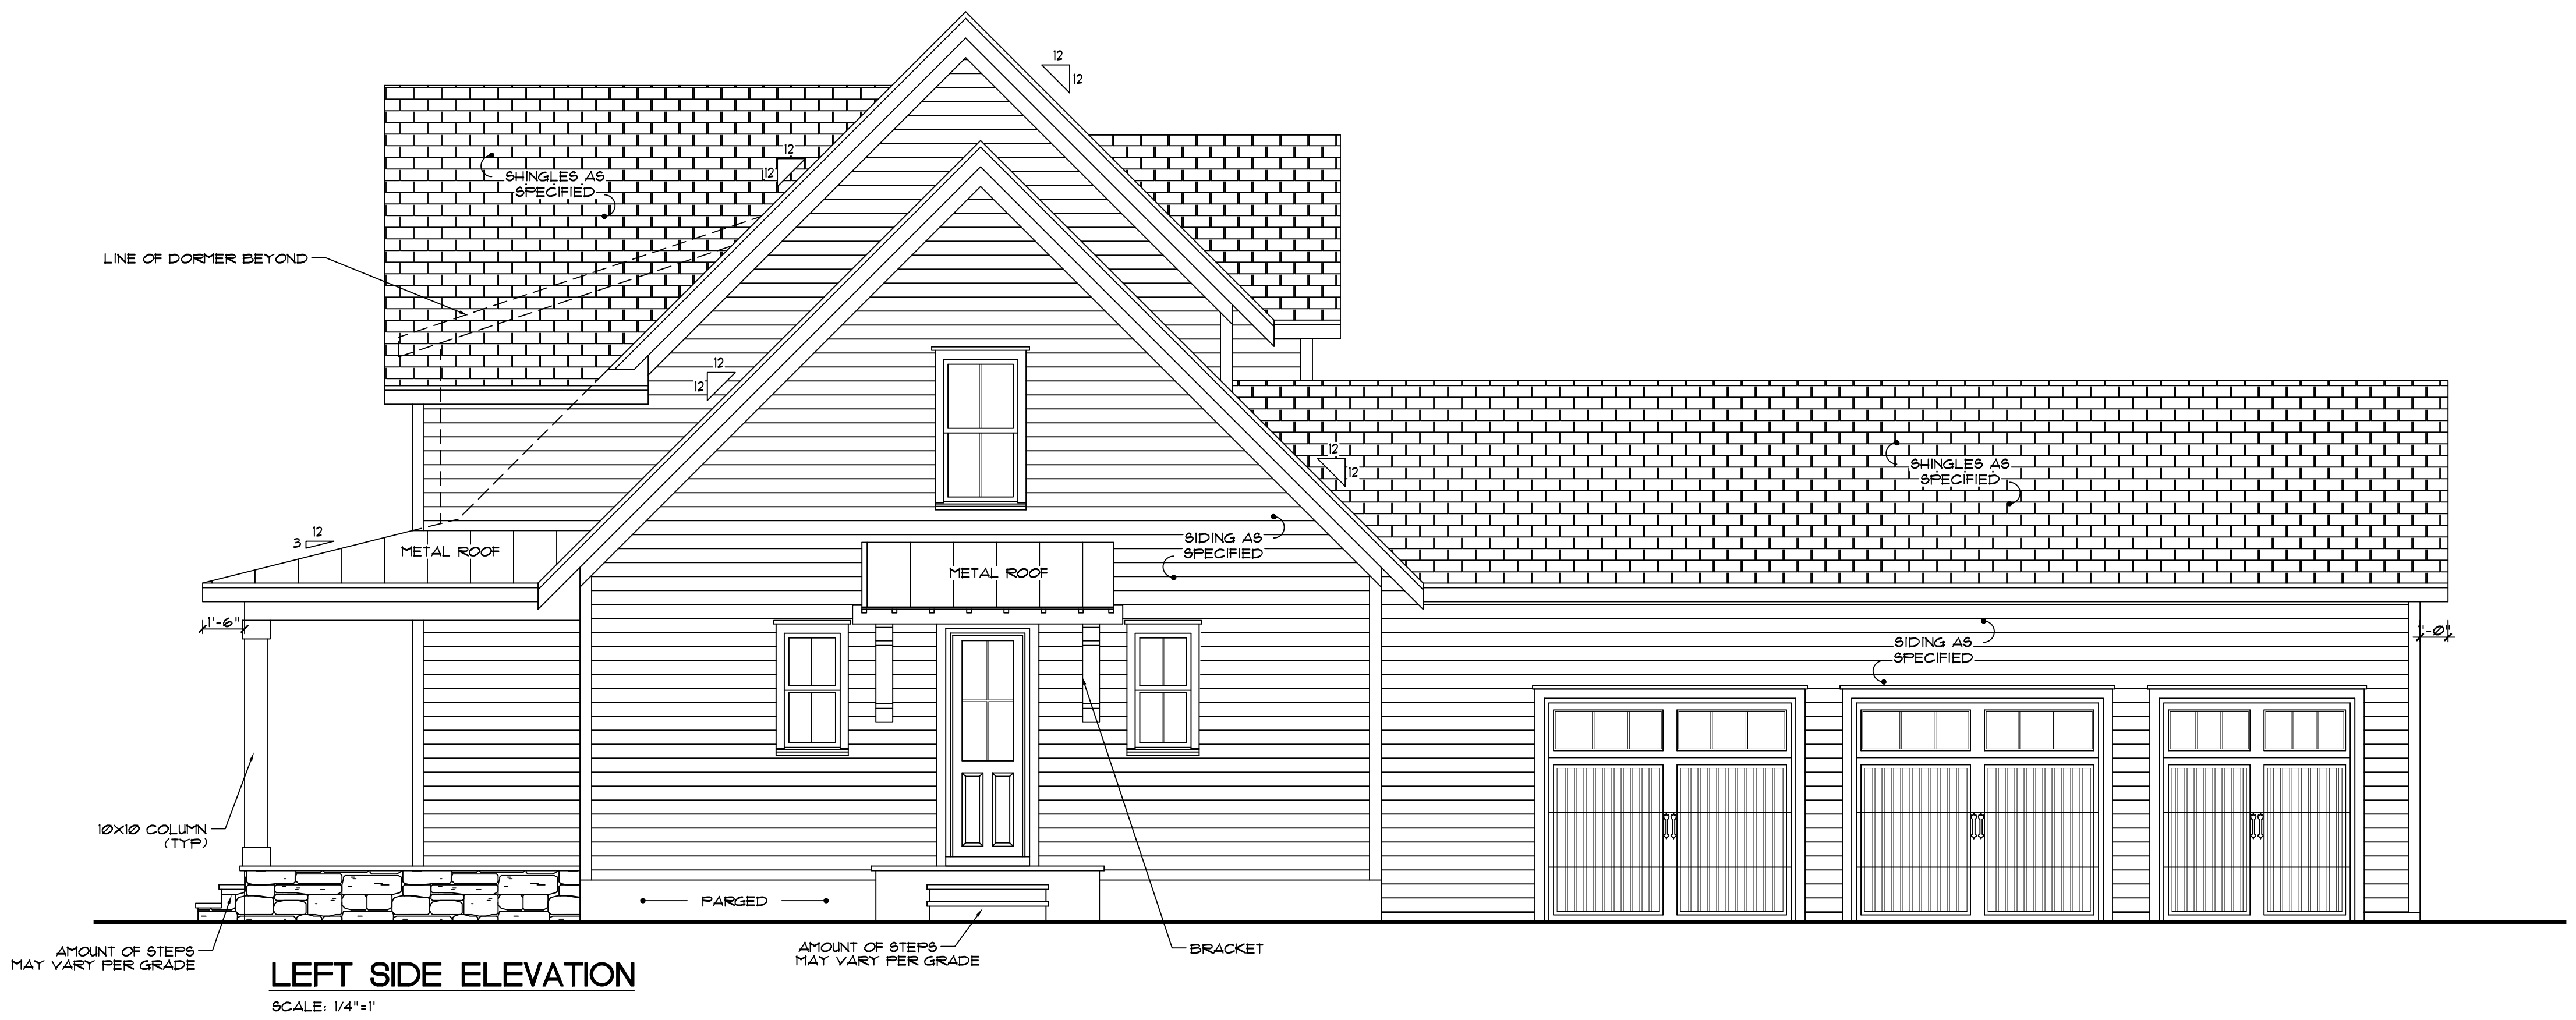 12
12
12
12
SHINGLES AS
SPECIFIED
LINE OF DORMER BEYOND
12
12
12
12
SHINGLES AS
SPECIFIED
12
3
METAL ROOF
SIDING AS
SPECIFIED
METAL ROOF
1'-6"
1'-0"
SIDING AS
SPECIFIED
10X10 COLUMN
(TYP)
PARGED
AMOUNT OF STEPS
MAY VARY PER GRADE
AMOUNT OF STEPS
MAY VARY PER GRADE
BRACKET
LEFT SIDE ELEVATION
SCALE: 1/4"=1'